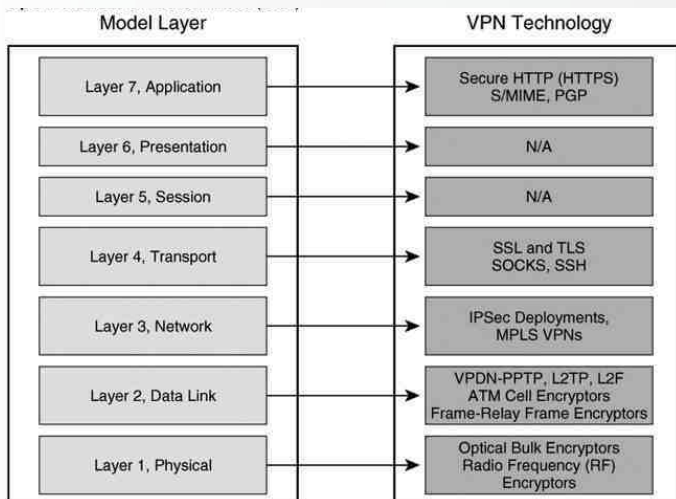 Model Layer
VPN Technology
Layer 7, Application
Secure HTTP (HTTPS)
S/MIME, PGP
Layer 6, Presentation
N/A
Layer 5, Session
N/A
Layer 4, Transport
SSL and TLS
SOCKS, SSH
Layer 3, Network
IPSec Deployments,
MPLS VPNs
Layer 2, Data Link
VPDN-PPTP, L2TP, L2F
ATM Cell Encryptors
Frame-Relay Frame Encryptors
Layer 1, Physical
Optical Bulk Encryptors
Radio Frequency (RF)
Encryptors